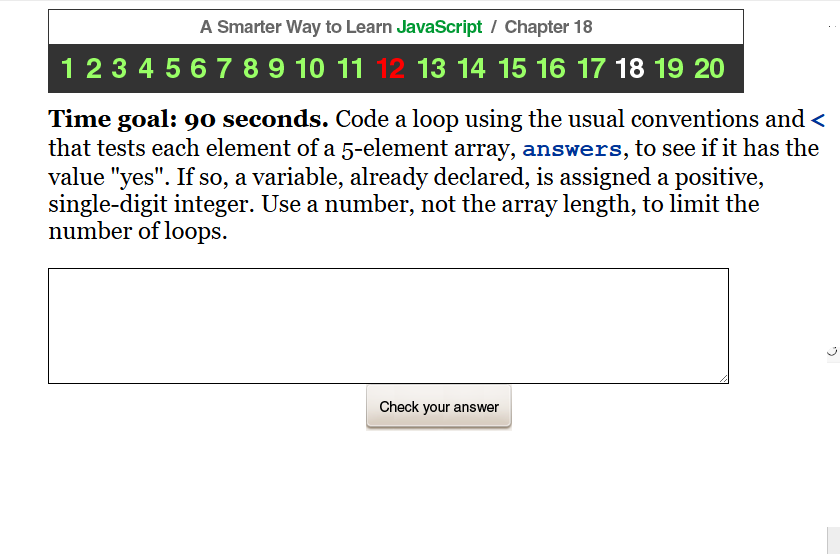 A Smarter Way to Learn JavaScript / Chapter 18
1 2 3 4 5 6 7 8 9 10 11 12 13 14 15 16 17 18 19 20
Time goal: 90 seconds. Code a loop using the usual conventions and <
that tests each element of a 5-element array, answers, to see if it has the
value "yes". If so, a variable, already declared, is assigned a positive,
single-digit integer. Use a number, not the array length, to limit the
number of loops.
Check your answer